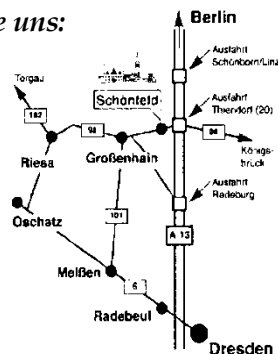 e uns:
Berlin
Ausfahrt
Schönborn/Linz
Torgau
182
Schönfeld
Ausfahrt
Thiendorf (20)
98
98
Riesa
Großenhain
Königs-
brück
Ausfahrt
Radeburg
Oschatz
101
A 13
Meißen
6
Radebeul
Dresden